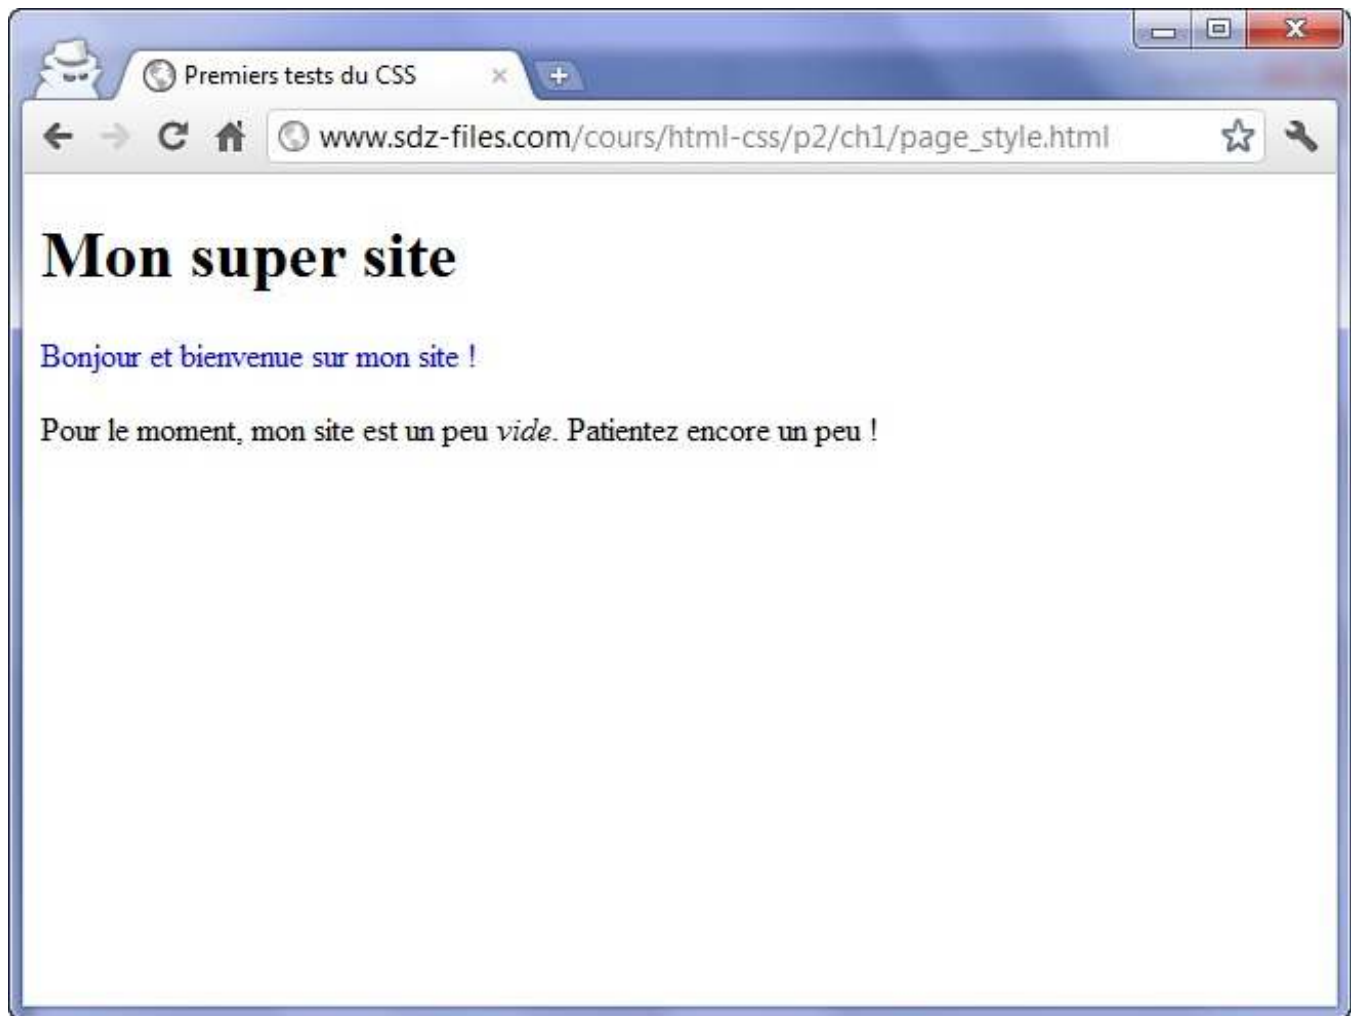 Premiers tests du CSS
www.sdz-files.com/cours/html-css/p2/ch1/page_style.html
Mon super site
Bonjour et bienvenue sur mon site !
Pour le moment, mon site est un peu vide. Patientez encore un peu !